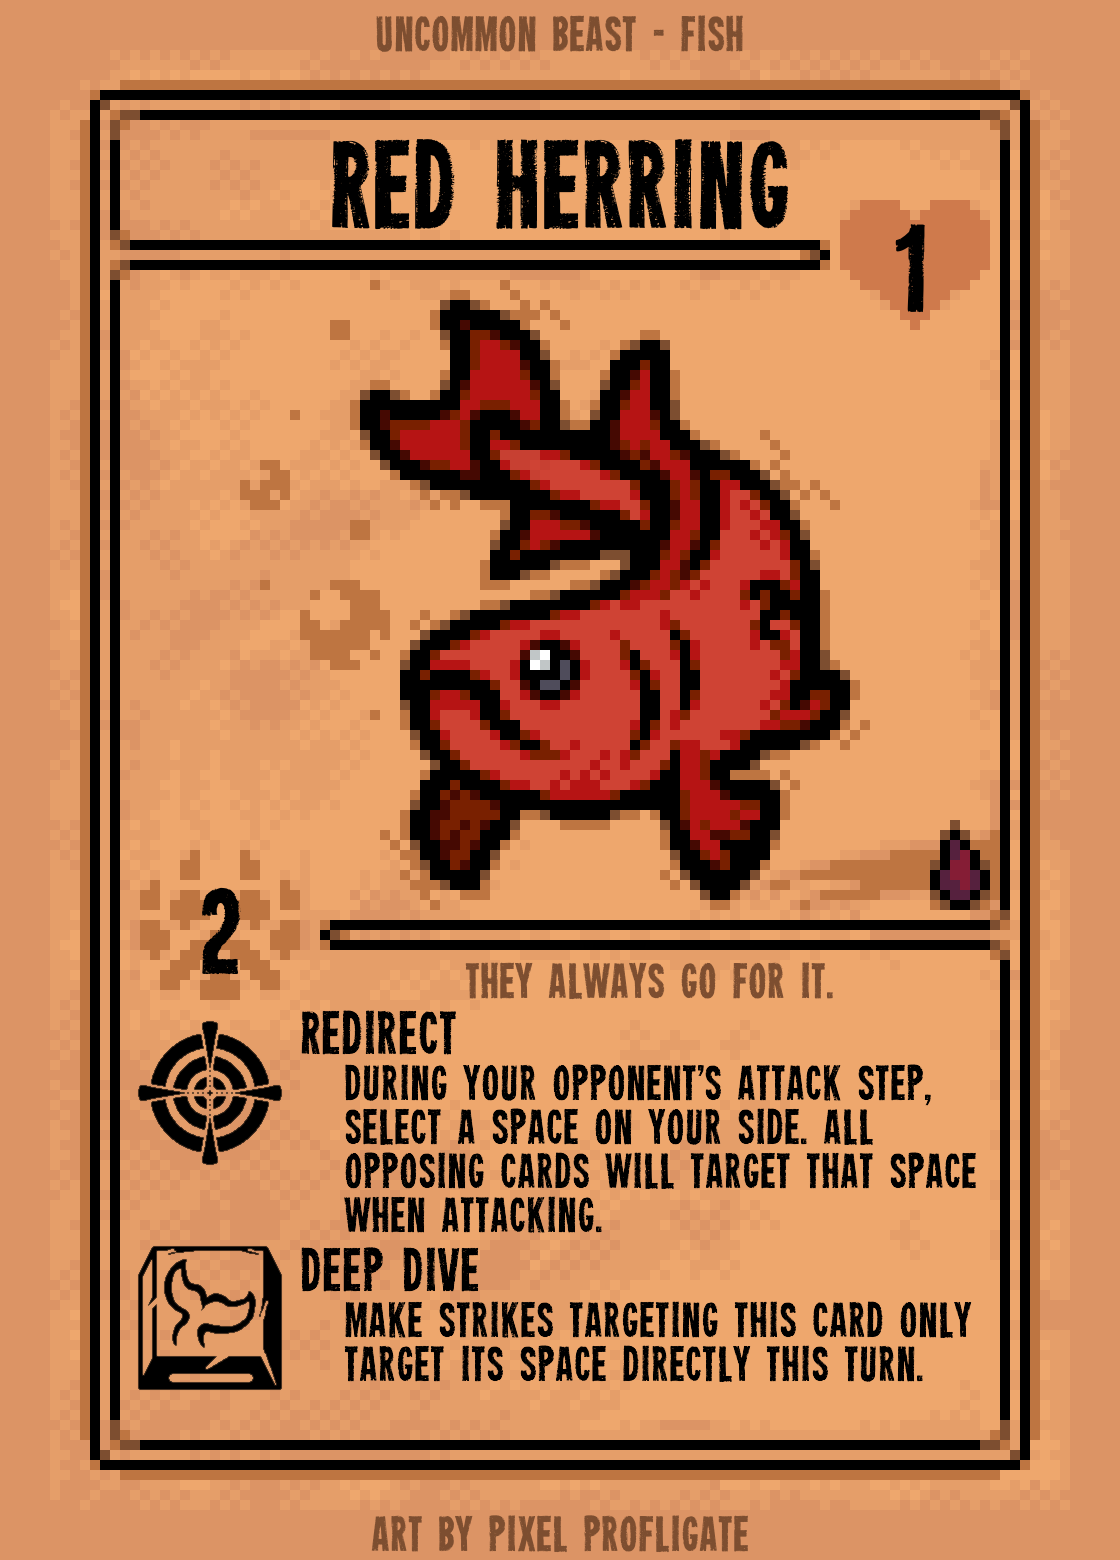 UNCOMMON BEAST - FISH
RED HERRING
1
2
THEY ALWAYS GO FOR IT.
REDIRECT
DURING YOUR OPPONENT'S ATTACK STEP,
SELECT A SPACE ON YOUR SIDE. ALL
OPPOSING CARDS WILL TARGET THAT SPACE
WHEN ATTACKING.
DEEP DIVE
MAKE STRIKES TARGETING THIS CARD ONLY
TARGET ITS SPACE DIRECTLY THIS TURN.
ART BY PIXEL PROFLIGATE